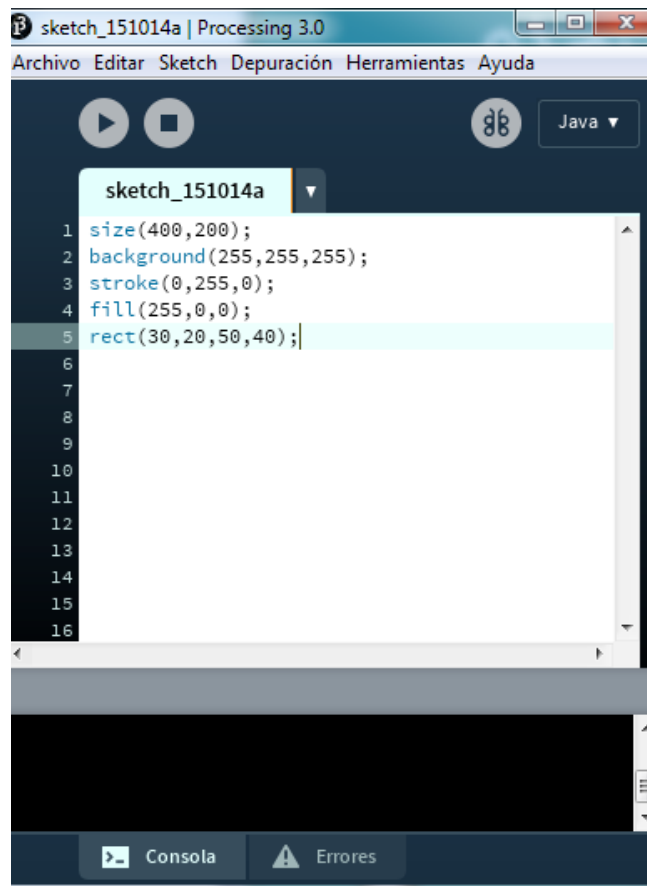 sketch_151014a | Processing 3.0
Archivo Editar Sketch Depuración Herramientas Ayuda
Java ▼
sketch_151014a ▼
1 size(400,200);
2 background(255,255,255);
3 stroke(0,255,0);
4 fill(255,0,0);
5 rect(30,20,50,40);
6
7
8
9
10
11
12
13
14
15
16
>_ Consola Errores